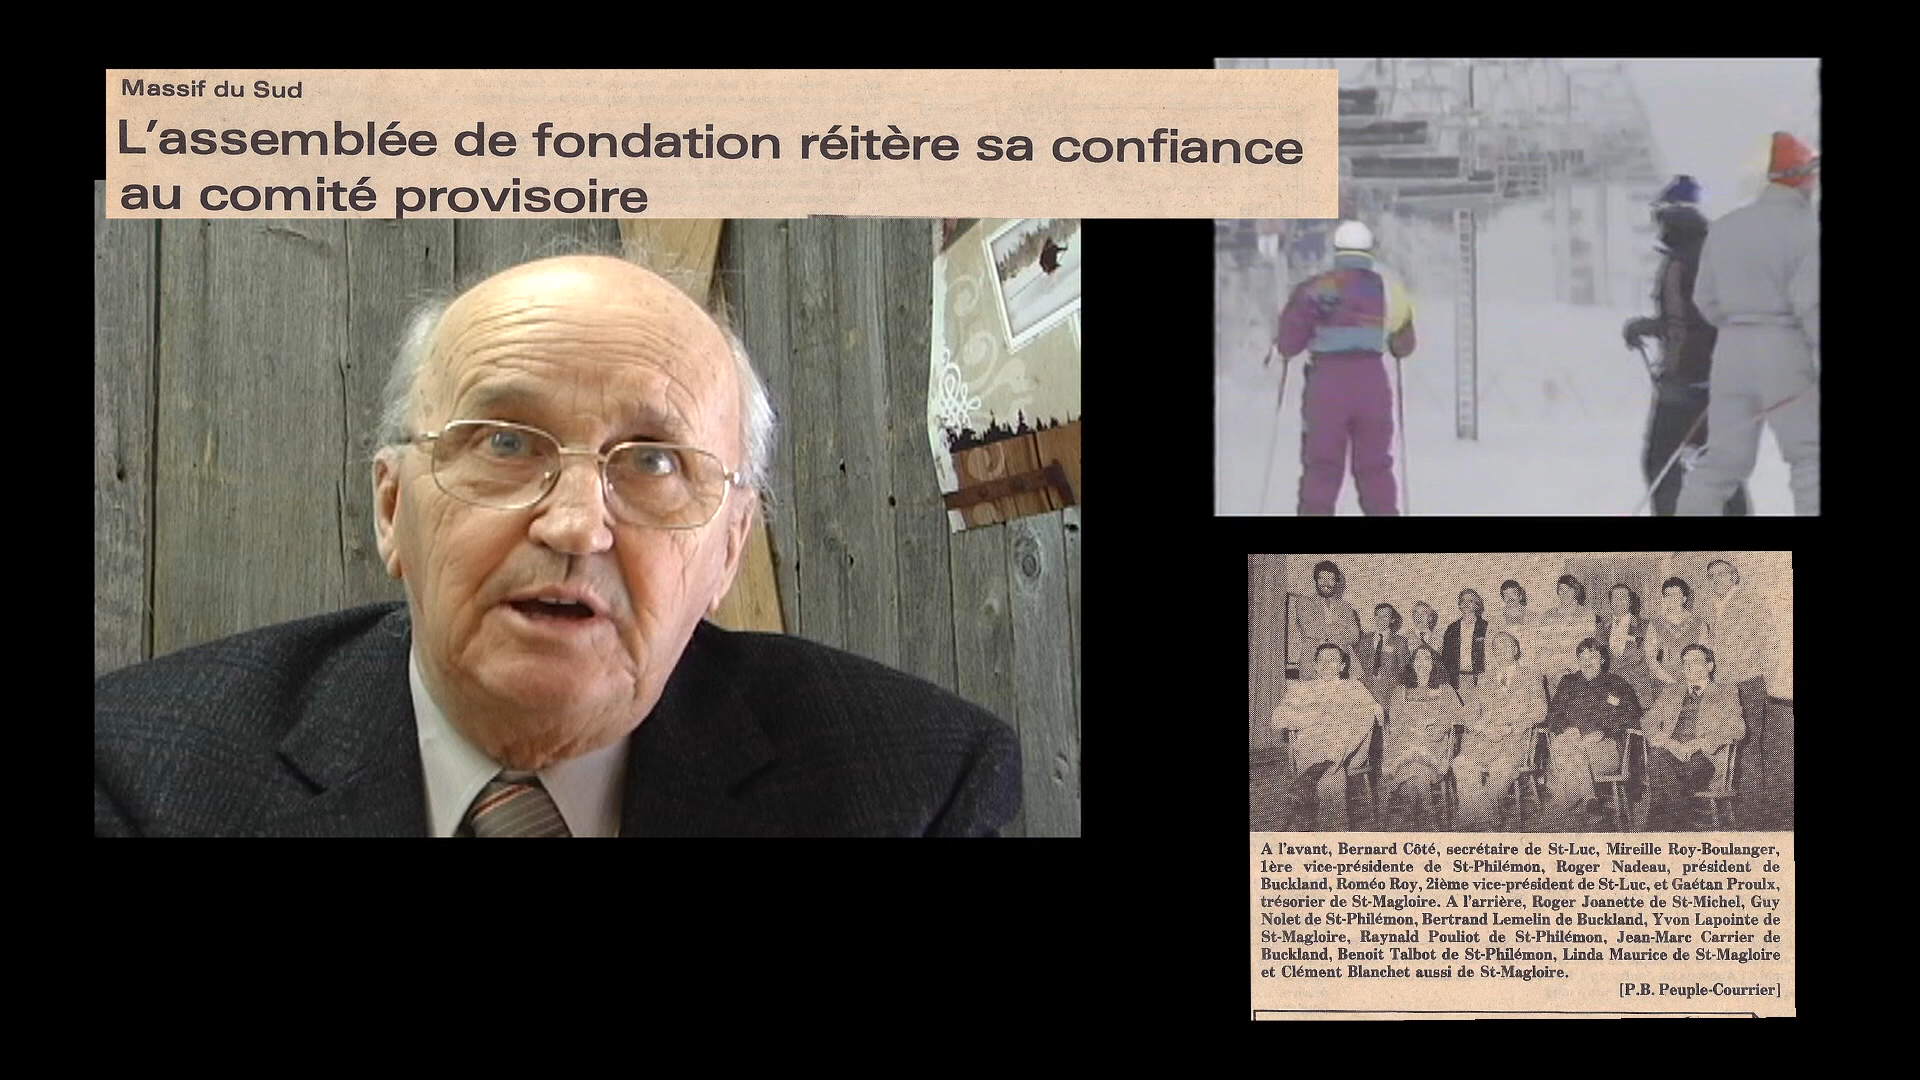 Massif du Sud
L'assemblée de fondation réitère sa confiance
au comité provisoire
A l'avant, Bernard Côté, secrétaire de St-Luc, Mireille Roy-Boulanger,
1ère vice-présidente de St-Philémon, Roger Nadeau, président de
Buckland, Roméo Roy, 2ième vice-président de St-Luc, et Gaétan Proulx,
trésorier de St-Magloire. A l'arrière, Roger Joanette de St-Michel, Guy
Nolet de St-Philémon, Bertrand Lemelin de Buckland, Yvon Lapointe de
St-Magloire, Raynald Pouliot de St-Philémon, Jean-Marc Carrier de
Buckland, Benoit Talbot de St-Philémon, Linda Maurice de St-Magloire
et Clément Blanchet aussi de St-Magloire.
[P.B. Peuple-Courrier]